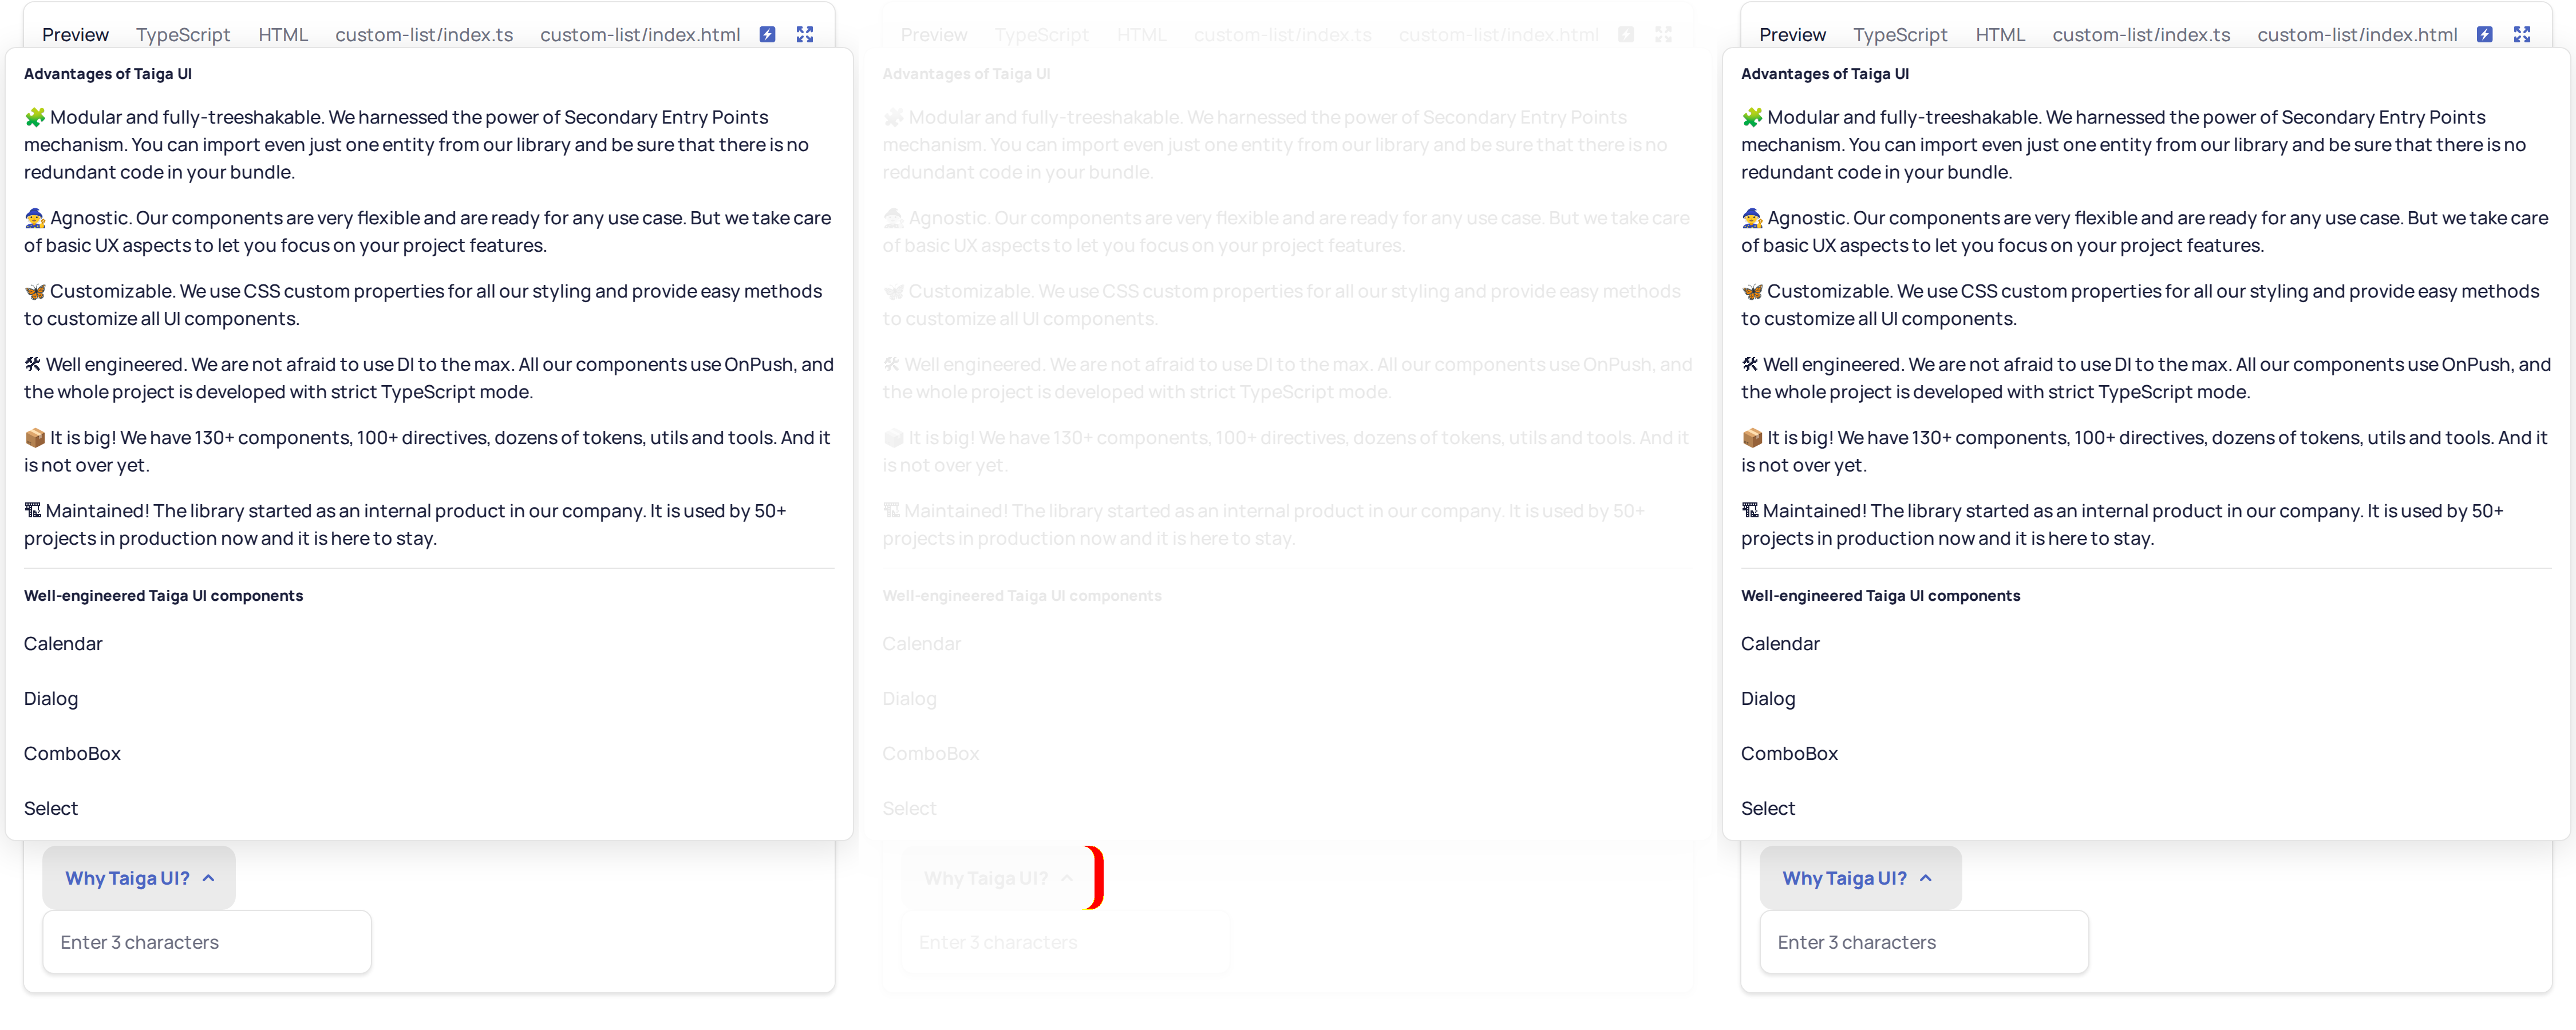 Preview TypeScript HTML custom-list/index.ts custom-list/index.html
Advantages of Taiga UI
🧩 Modular and fully-treeshakable. We harnessed the power of Secondary Entry Points
mechanism. You can import even just one entity from our library and be sure that there is no
redundant code in your bundle.
🧙 Agnostic. Our components are very flexible and are ready for any use case. But we take care
of basic UX aspects to let you focus on your project features.
🦋 Customizable. We use CSS custom properties for all our styling and provide easy methods
to customize all UI components.
🛠 Well engineered. We are not afraid to use DI to the max. All our components use OnPush, and
the whole project is developed with strict TypeScript mode.
📦 It is big! We have 130+ components, 100+ directives, dozens of tokens, utils and tools. And it
is not over yet.
🏗 Maintained! The library started as an internal product in our company. It is used by 50+
projects in production now and it is here to stay.
Well-engineered Taiga UI components
Calendar
Dialog
ComboBox
Select
Why Taiga UI?
Enter 3 characters
Preview TypeScript HTML custom-list/index.ts custom-list/index.html
Advantages of Taiga UI
🧩 Modular and fully-treeshakable. We harnessed the power of Secondary Entry Points
mechanism. You can import even just one entity from our library and be sure that there is no
redundant code in your bundle.
🧙 Agnostic. Our components are very flexible and are ready for any use case. But we take care
of basic UX aspects to let you focus on your project features.
🦋 Customizable. We use CSS custom properties for all our styling and provide easy methods
to customize all UI components.
🛠 Well engineered. We are not afraid to use DI to the max. All our components use OnPush, and
the whole project is developed with strict TypeScript mode.
📦 It is big! We have 130+ components, 100+ directives, dozens of tokens, utils and tools. And it
is not over yet.
🏗 Maintained! The library started as an internal product in our company. It is used by 50+
projects in production now and it is here to stay.
Well-engineered Taiga UI components
Calendar
Dialog
ComboBox
Select
Why Taiga UI?
Enter 3 characters
Preview TypeScript HTML custom-list/index.ts custom-list/index.html
Advantages of Taiga UI
🧩 Modular and fully-treeshakable. We harnessed the power of Secondary Entry Points
mechanism. You can import even just one entity from our library and be sure that there is no
redundant code in your bundle.
🧙 Agnostic. Our components are very flexible and are ready for any use case. But we take care
of basic UX aspects to let you focus on your project features.
🦋 Customizable. We use CSS custom properties for all our styling and provide easy methods
to customize all UI components.
🛠 Well engineered. We are not afraid to use DI to the max. All our components use OnPush, and
the whole project is developed with strict TypeScript mode.
📦 It is big! We have 130+ components, 100+ directives, dozens of tokens, utils and tools. And it
is not over yet.
🏗 Maintained! The library started as an internal product in our company. It is used by 50+
projects in production now and it is here to stay.
Well-engineered Taiga UI components
Calendar
Dialog
ComboBox
Select
Why Taiga UI?
Enter 3 characters